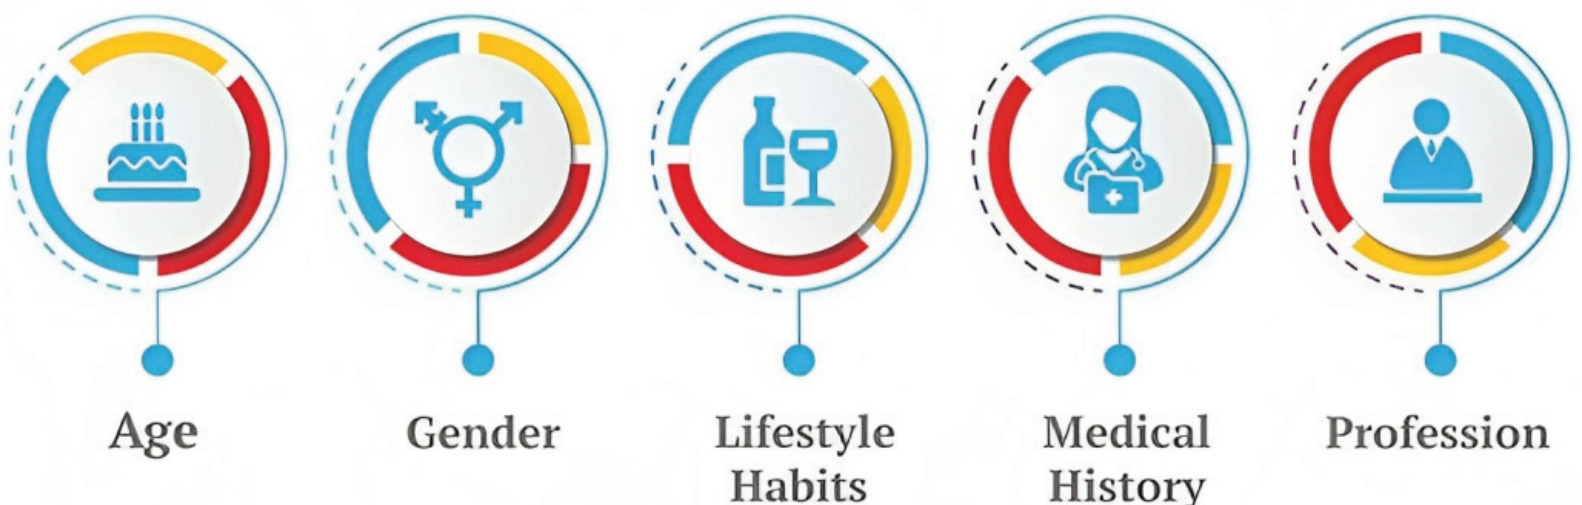 Age
Gender
Lifestyle
Habits
Medical
History
Profession